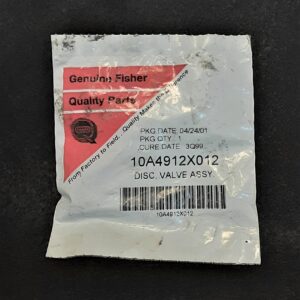 Genuine Fisher
Quality Parts
From Factory to Field, Quality Makes the Difference
PKG DATE 04/24/01
PKG QTY 1
CURE DATE 3Q99
10A4912X012
DISC, VALVE ASSY
10A4912X012